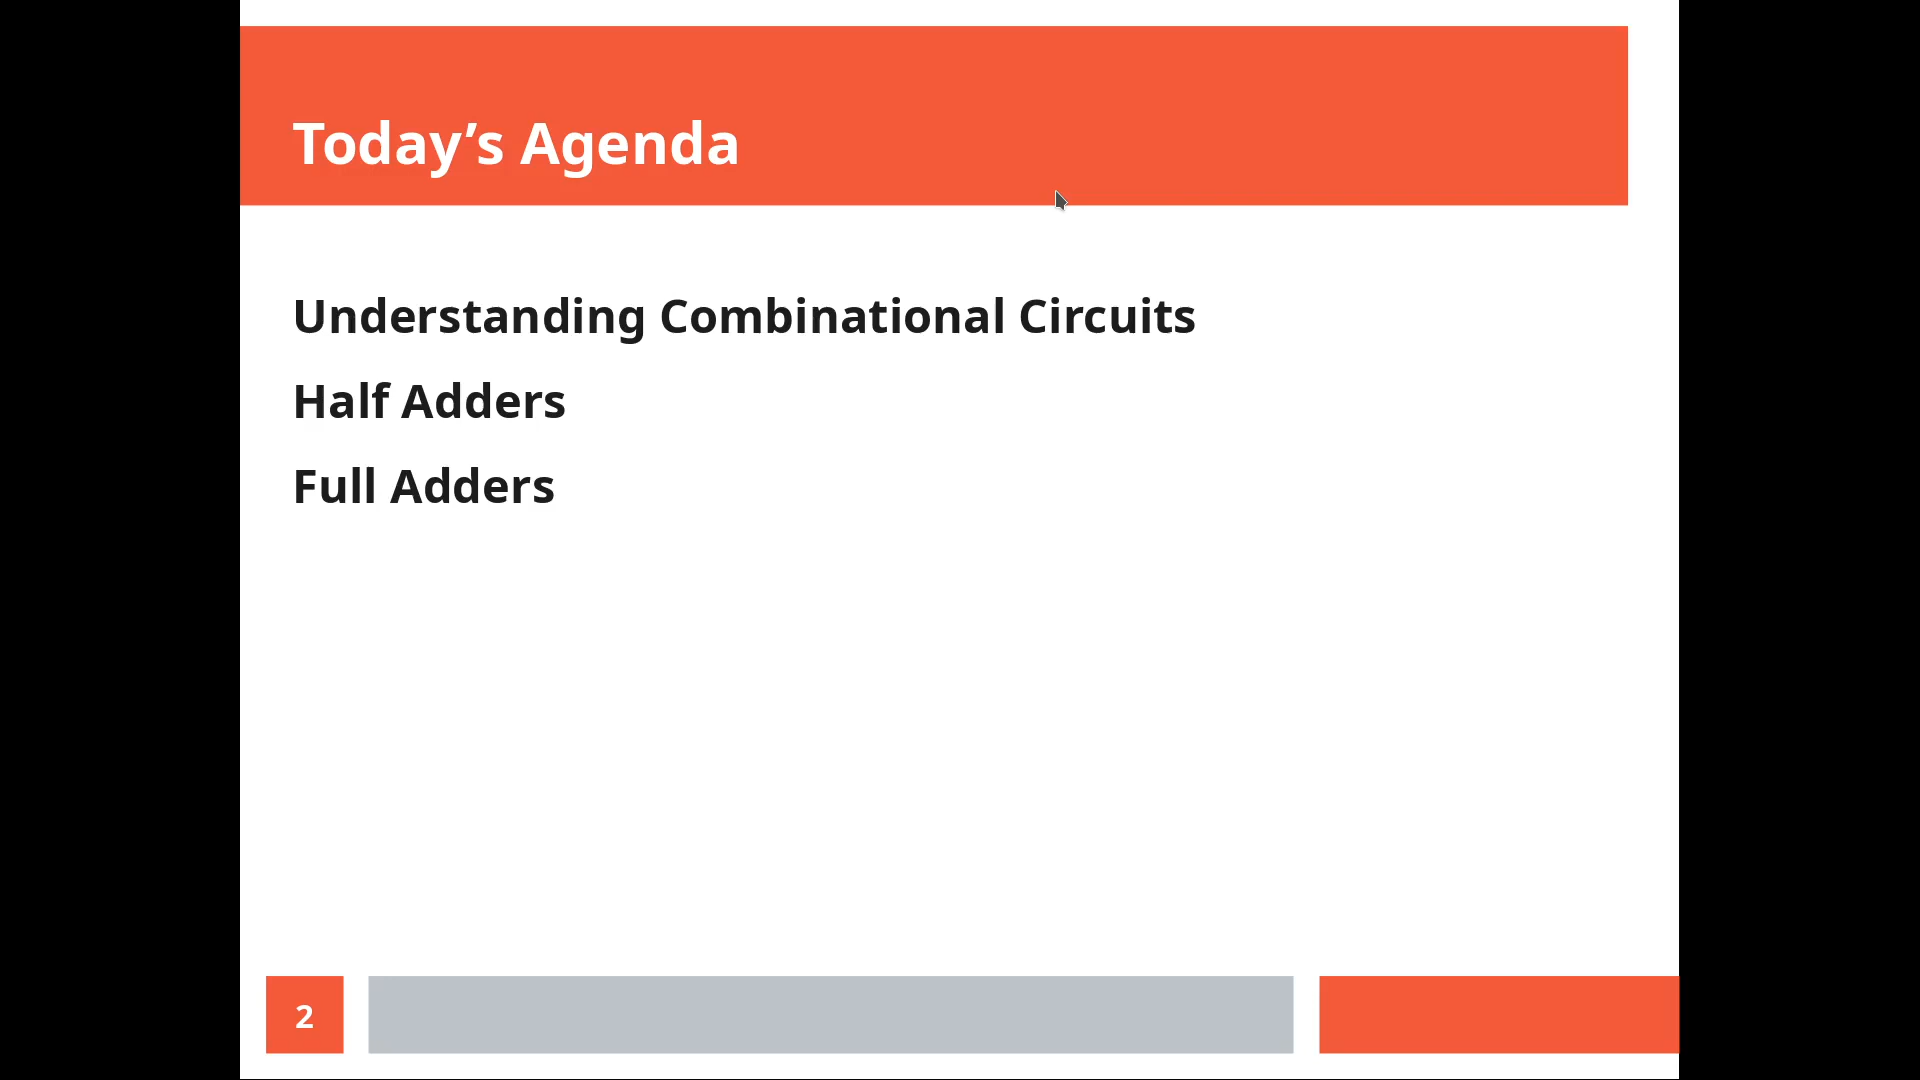 Today’s Agenda
Understanding Combinational Circuits
Half Adders
Full Adders
2